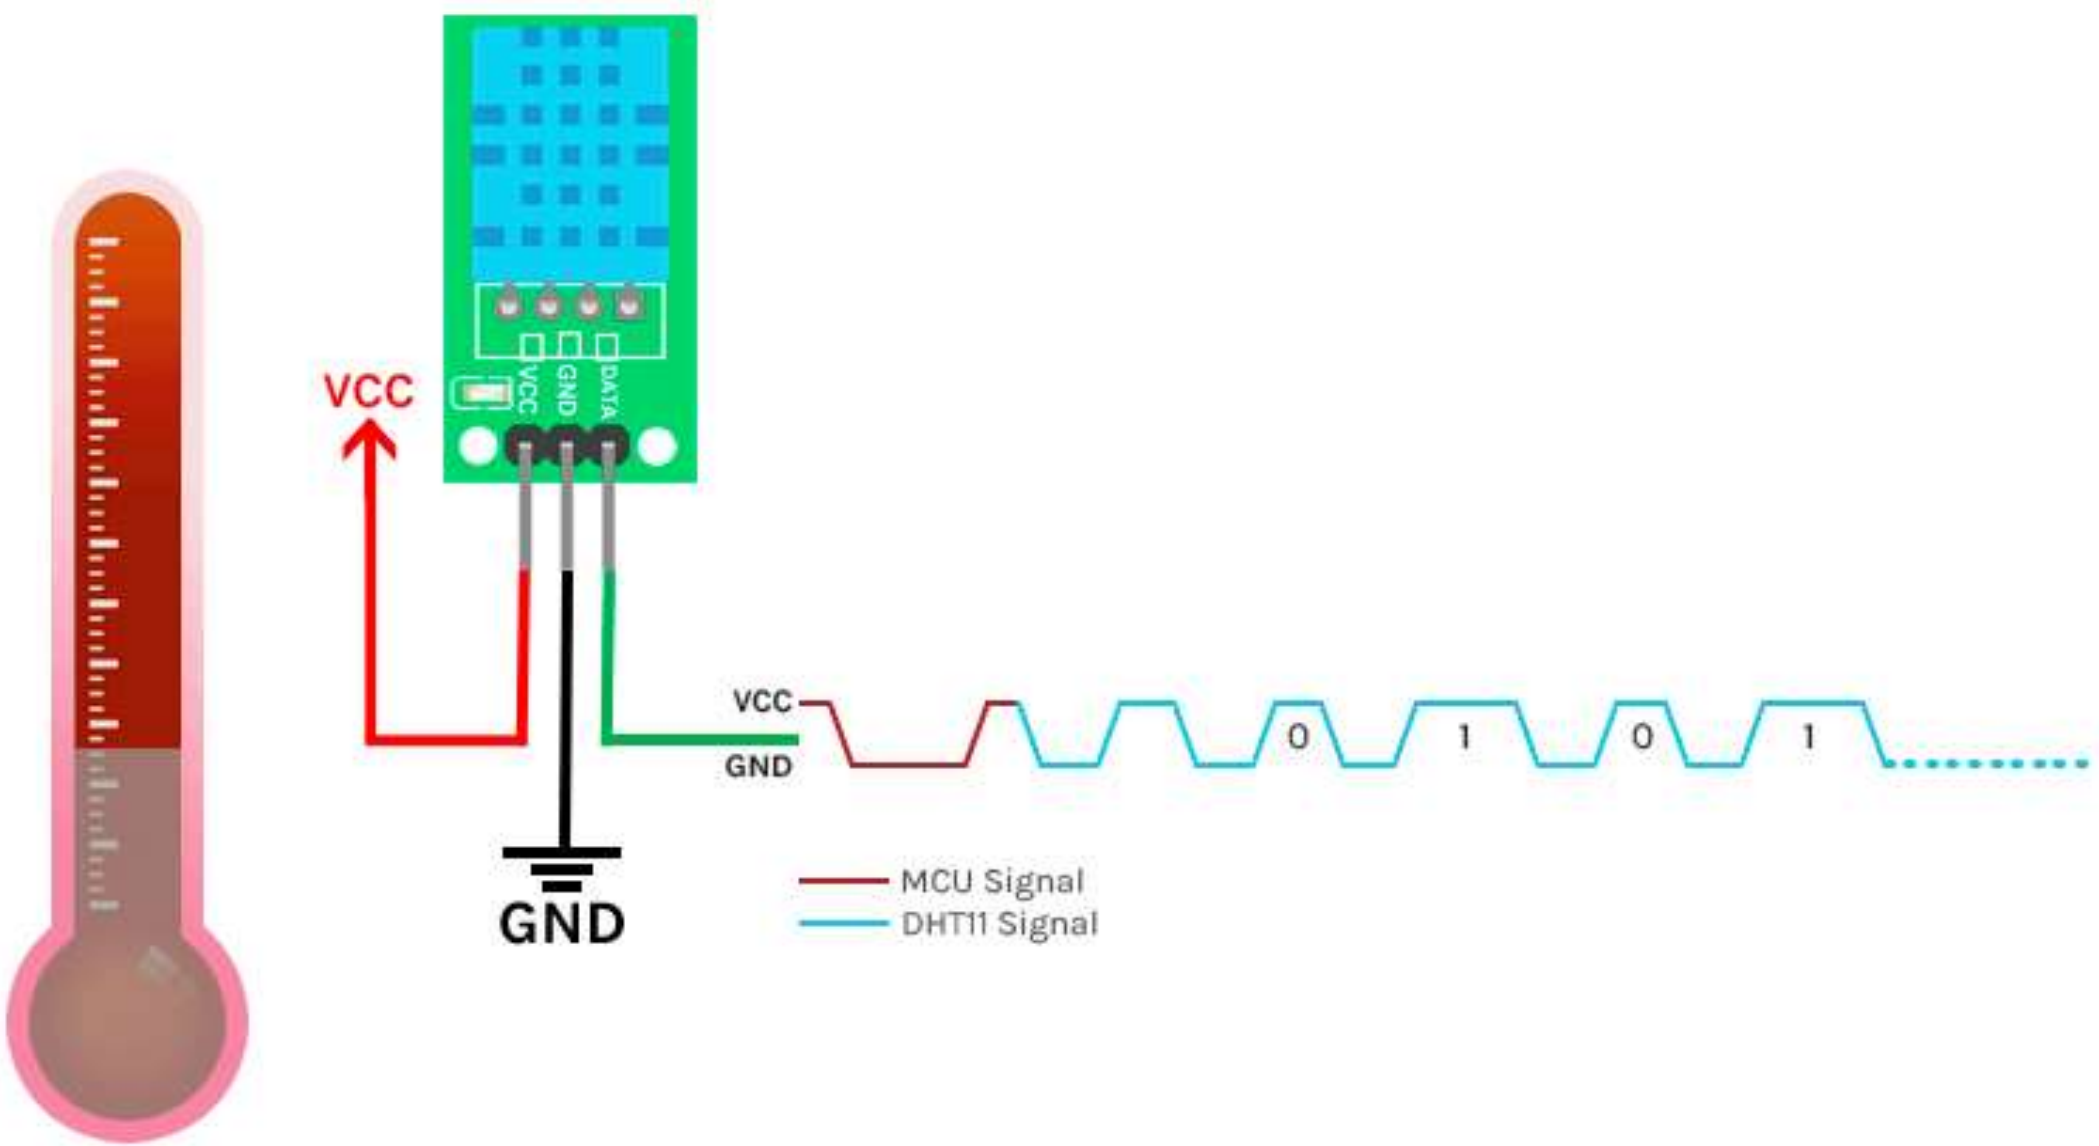 VCC
GND
DATA
VCC
VCC
GND
0
1
0
1
GND
MCU Signal
DHT11 Signal